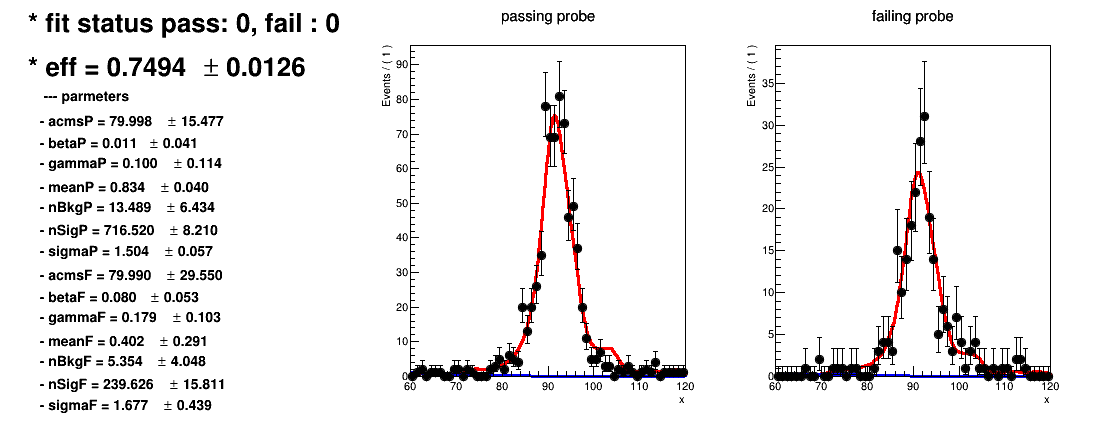 * fit status pass: 0, fail : 0
* eff = 0.7494 ± 0.0126
--- parmeters
- acmsP = 79.998 ± 15.477
- betaP = 0.011 ± 0.041
- gammaP = 0.100 ± 0.114
- meanP = 0.834 ± 0.040
- nBkgP = 13.489 ± 6.434
- nSigP = 716.520 ± 8.210
- sigmaP = 1.504 ± 0.057
- acmsF = 79.990 ± 29.550
- betaF = 0.080 ± 0.053
- gammaF = 0.179 ± 0.103
- meanF = 0.402 ± 0.291
- nBkgF = 5.354 ± 4.048
- nSigF = 239.626 ± 15.811
- sigmaF = 1.677 ± 0.439
passing probe
Events / ( 1 )
90
80
70
60
50
40
30
20
10
0
60 70 80 90 100 110 120
x
failing probe
Events / ( 1 )
35
30
25
20
15
10
5
0
60 70 80 90 100 110 120
x